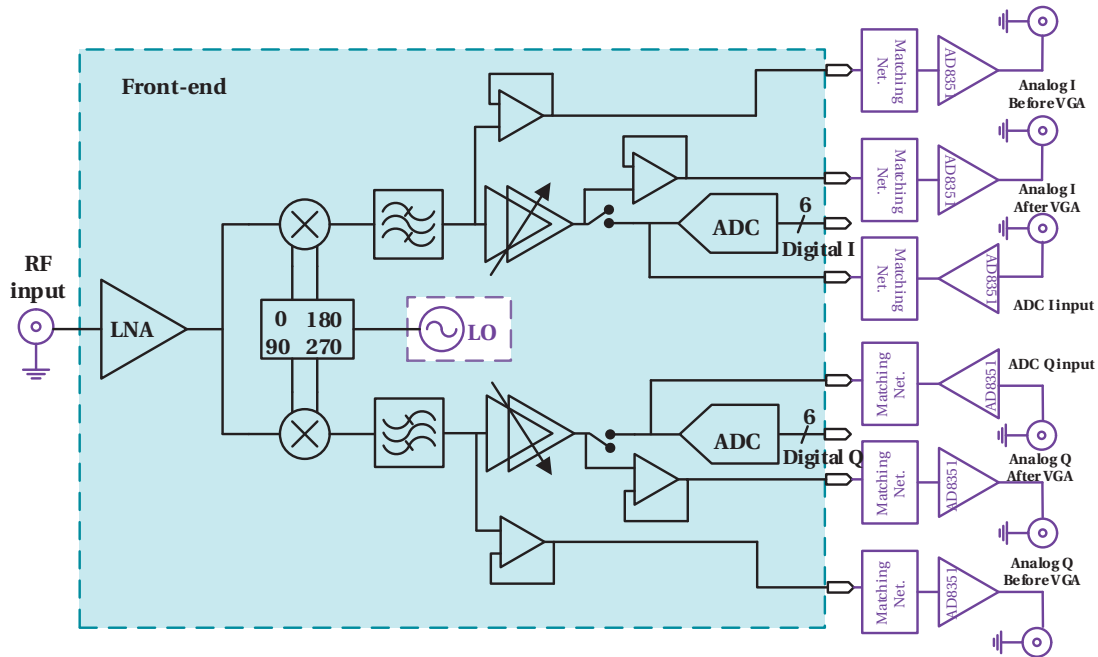 Front-end
RF
input
LNA
0 180
90 270
LO
ADC
6
Digital I
ADC
6
Digital Q
Matching
Net.
AD8351
Analog I
Before VGA
Matching
Net.
AD8351
Analog I
After VGA
Matching
Net.
AD8351
ADC I input
Matching
Net.
AD8351
ADC Q input
Matching
Net.
AD8351
Analog Q
After VGA
Matching
Net.
AD8351
Analog Q
Before VGA